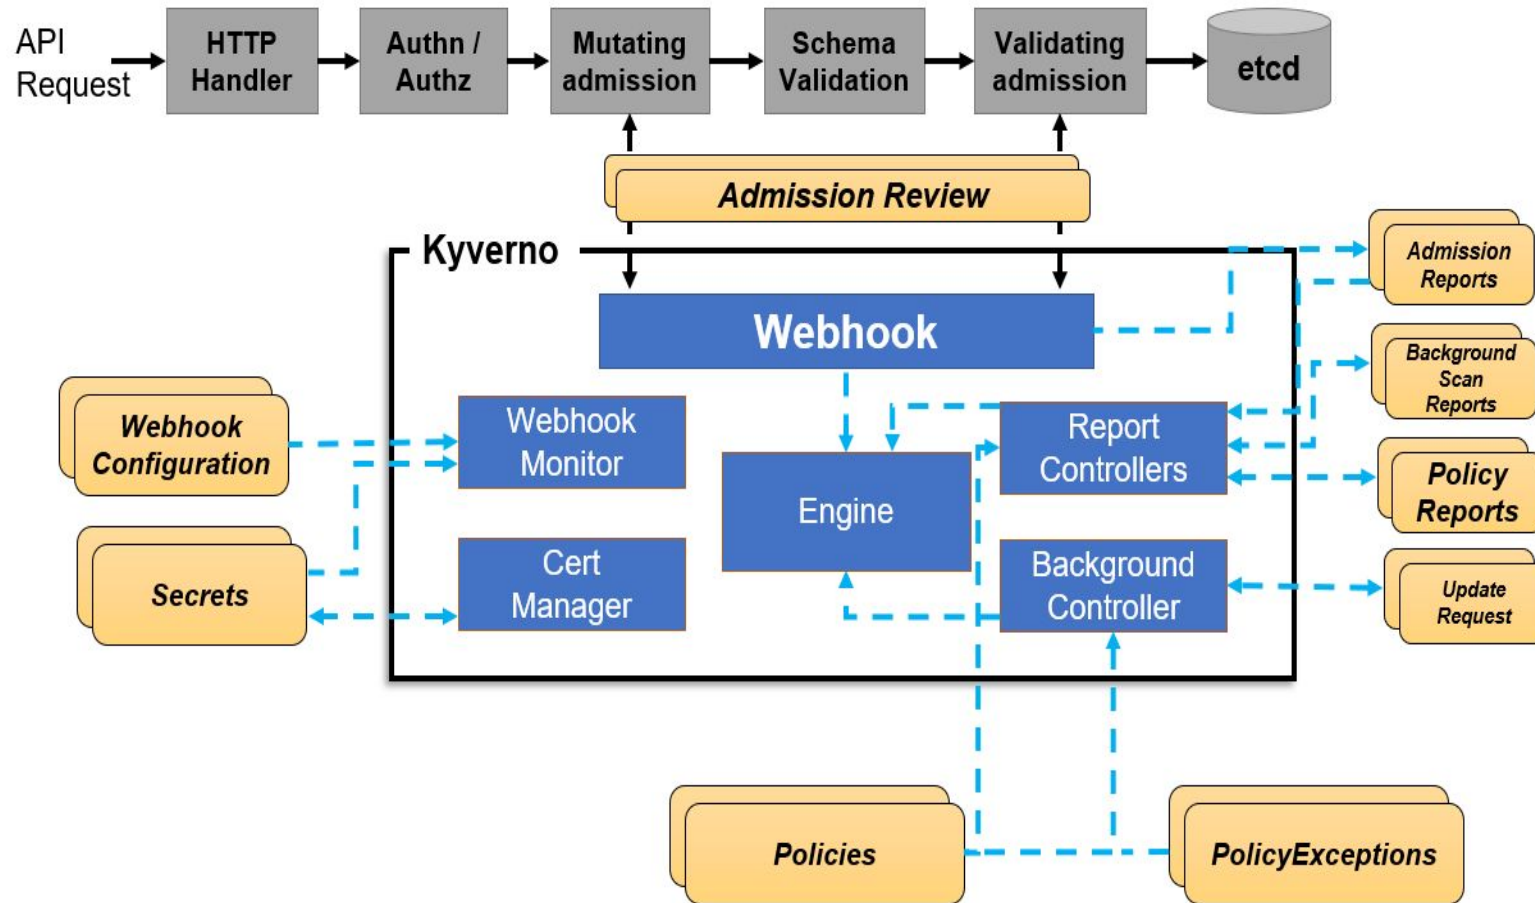 API
Request
HTTP
Handler
Authn /
Authz
Mutating
admission
Schema
Validation
Validating
admission
etcd
Admission Review
Kyverno
Webhook
Admission
Reports
Background
Scan
Reports
Webhook
Configuration
Webhook
Monitor
Report
Controllers
Engine
Policy
Reports
Secrets
Cert
Manager
Background
Controller
Update
Request
Policies
PolicyExceptions